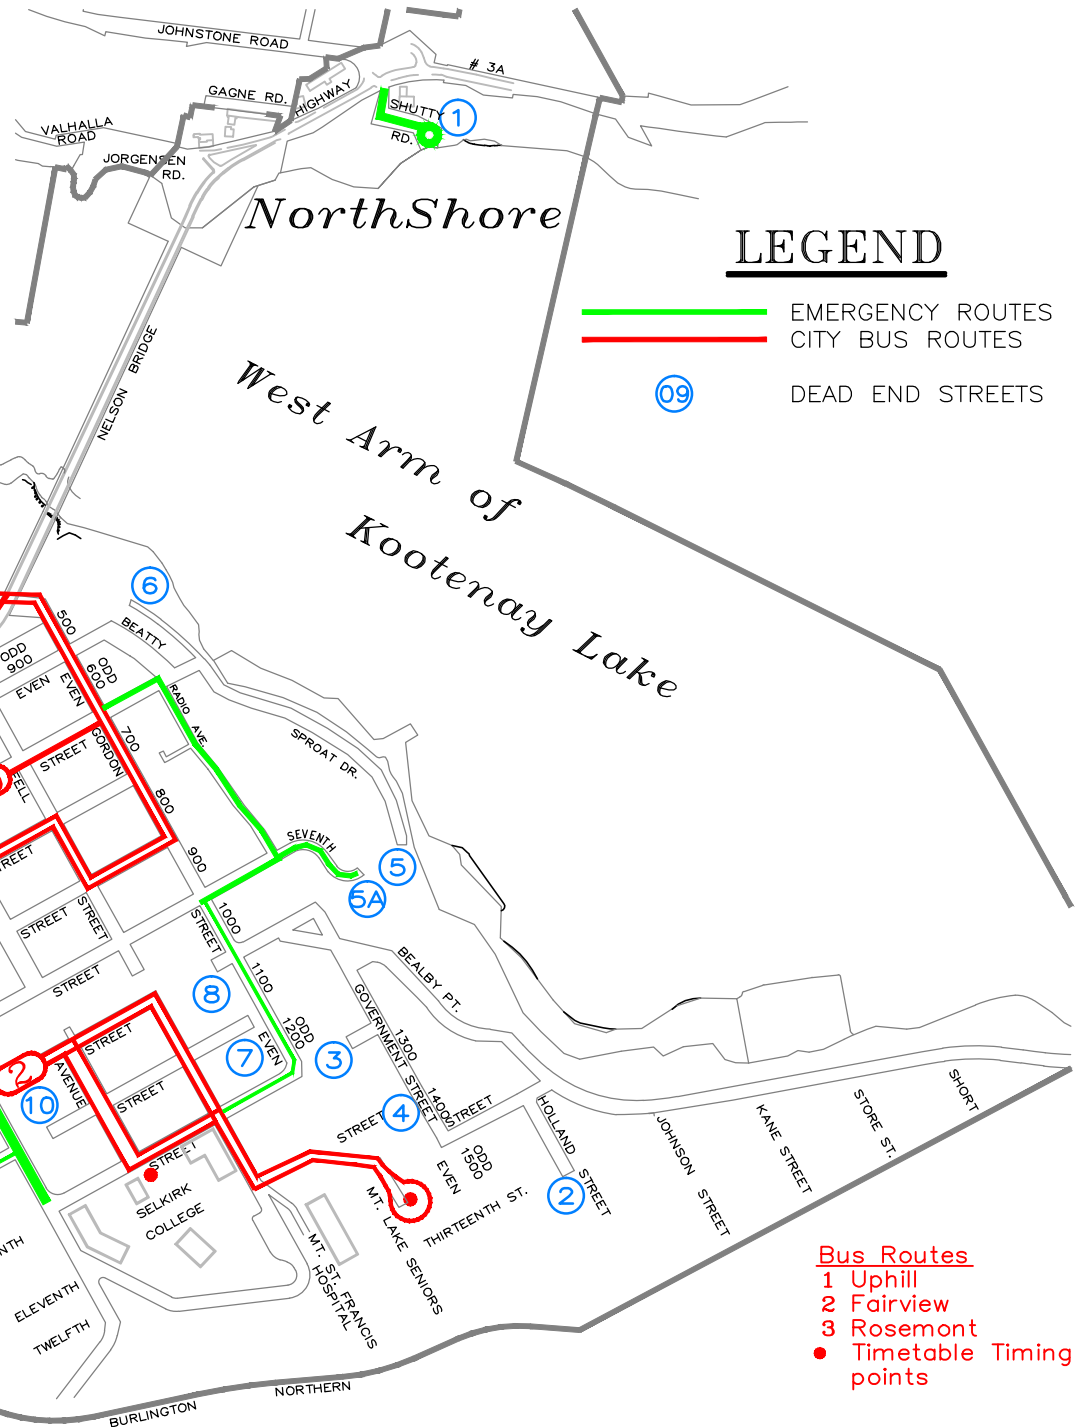 JOHNSTONE ROAD
# 3A
GAGNE RD.
HIGHWAY
SHUTTY
1
RD.
VALHALLA
ROAD
JORGENSEN
RD.
NorthShore
LEGEND
EMERGENCY ROUTES
CITY BUS ROUTES
09
DEAD END STREETS
NELSON BRIDGE
West Arm of
Kootenay Lake
6
500
BEATTY
ODD
900
EVEN
EVEN
ODD
600
RADIO AVE.
700
GORDON
STREET
SPROAT DR.
800
SEVENTH
900
5
5A
STREET
STREET
STREET
STREET
1000
STREET
BEALBY PT.
8
1100
GOVERNMENT STREET
ODD
1200
EVEN
STREET
1300
7
3
2
AVENUE
10
STREET
1400S
4
STREET
STREET
HOLLAND STREET
JOHNSON STREET
KANE STREET
STORE ST.
SHORT
STREET
ODD
1500
EVEN
2
SELKIRK
COLLEGE
MT. LAKE SENIORS
THIRTEENTH ST.
MT. ST. FRANCIS
HOSPITAL
NTH
ELEVENTH
TWELFTH
Bus Routes
1 Uphill
2 Fairview
3 Rosemont
Timetable Timing
points
NORTHERN
BURLINGTON